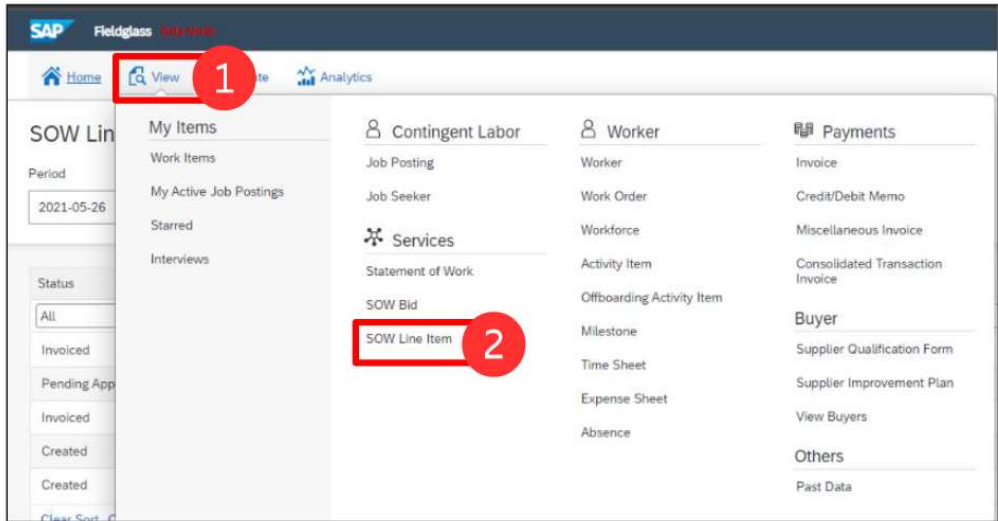 SAP Fieldglass
Home View 1 te Analytics
SOW Lin
Period
2021-05-26
Status
All
Invoiced
Pending App
Invoiced
Created
Created
Clear Sort
My Items
Work Items
My Active Job Postings
Starred
Interviews
Contingent Labor
Job Posting
Job Seeker
Services
Statement of Work
SOW Bid
SOW Line Item 2
Worker
Worker
Work Order
Workforce
Activity Item
Offboarding Activity Item
Milestone
Time Sheet
Expense Sheet
Absence
Payments
Invoice
Credit/Debit Memo
Miscellaneous Invoice
Consolidated Transaction
Invoice
Buyer
Supplier Qualification Form
Supplier Improvement Plan
View Buyers
Others
Past Data